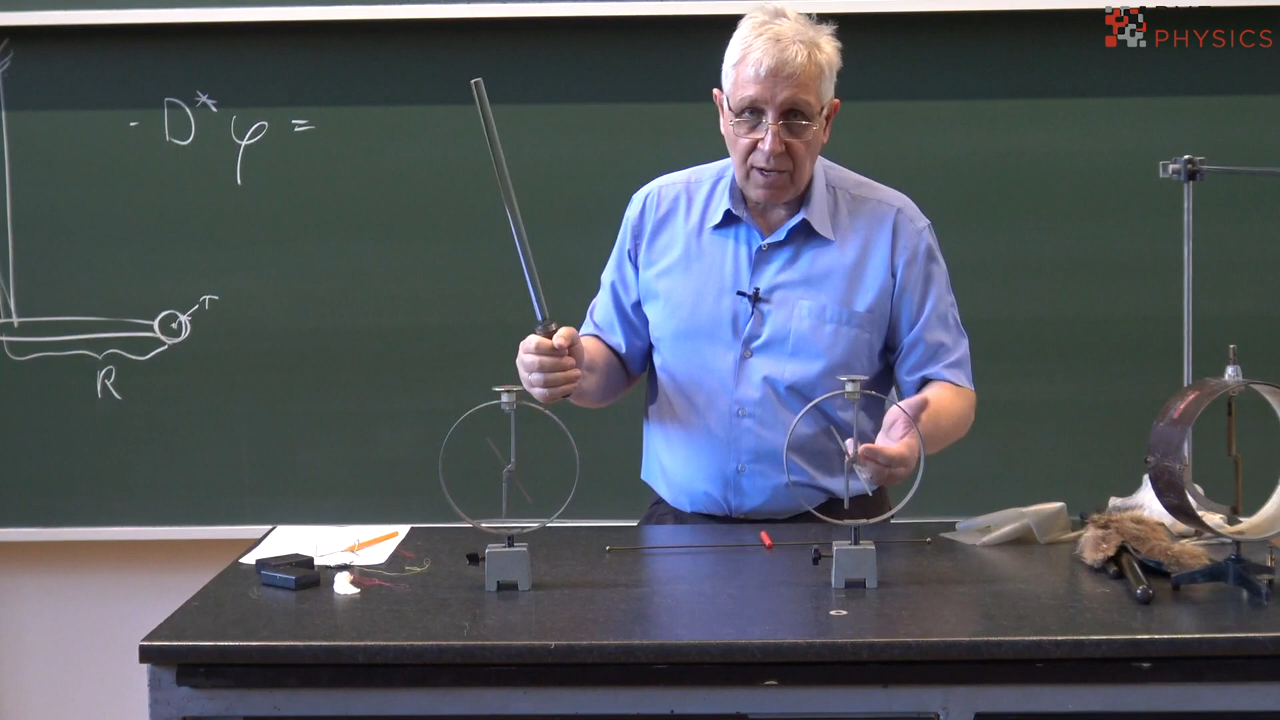 PHYSICS
- D* φ =
r
R